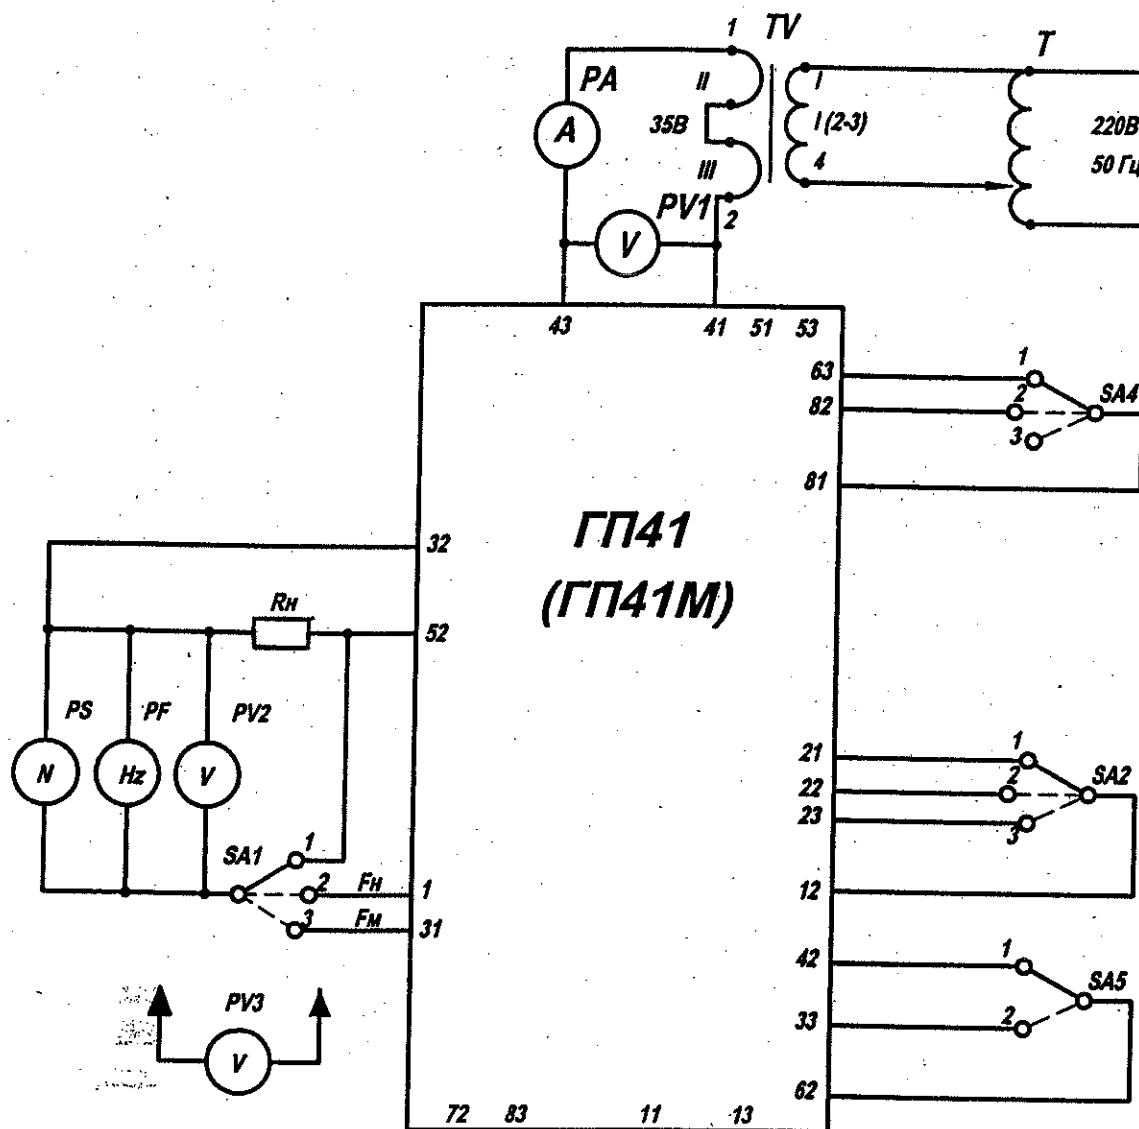 1 TV
T
PA
II
I
A
35В
I (2-3)
220В
50 Гц
III
4
PV1
2
V
43 41 51 53
63
1
82
2
SA4
3
81
ГП41
(ГП41М)
32
Rн
52
PS PF PV2
N Hz V
21
1
22
2
SA2
23
3
SA1
1
12
2 Fн
1
3 Fм
31
42
1
SA5
PV3
33
2
V
62
72 83 11 13